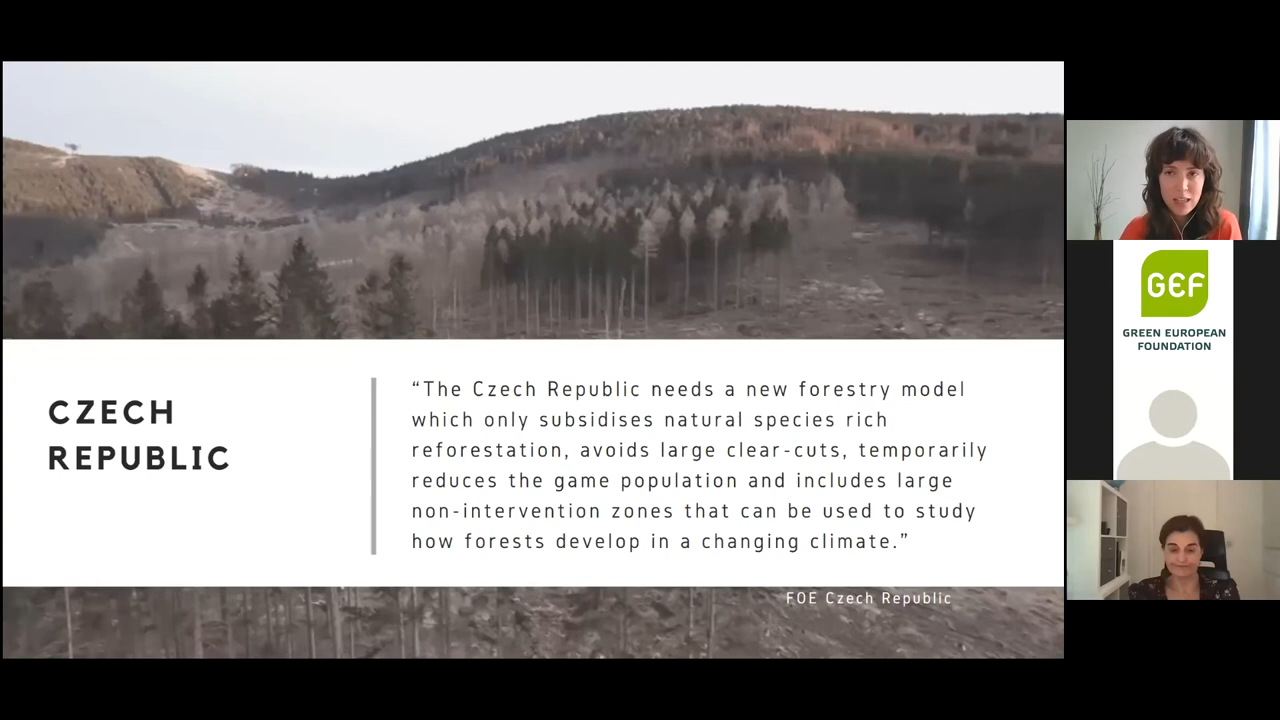 CZECH
REPUBLIC
“The Czech Republic needs a new forestry model
which only subsidises natural species rich
reforestation, avoids large clear-cuts, temporarily
reduces the game population and includes large
non-intervention zones that can be used to study
how forests develop in a changing climate.”
FOE Czech Republic
GEF
GREEN EUROPEAN
FOUNDATION